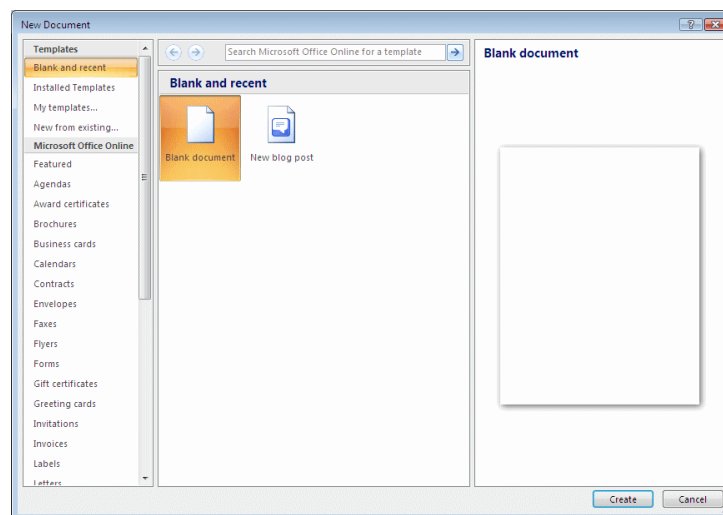 New Document
Templates
Blank and recent
Installed Templates
My templates...
New from existing...
Microsoft Office Online
Featured
Agendas
Award certificates
Brochures
Business cards
Calendars
Contracts
Envelopes
Faxes
Flyers
Forms
Gift certificates
Greeting cards
Invitations
Invoices
Labels
Letters
Search Microsoft Office Online for a template
Blank and recent
Blank document
New blog post
Blank document
Create
Cancel